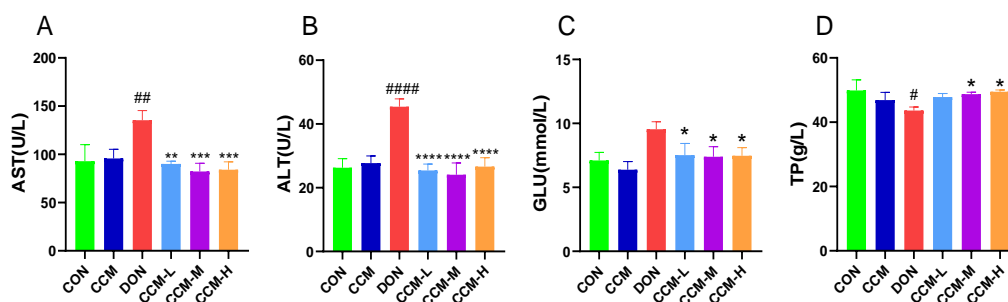 A
AST(U/L)
200
150
100
50
0
##
**
***
***
CON
CCM
DON
CCM-L
CCM-M
CCM-H
B
ALT(U/L)
60
40
20
0
####
****
****
****
CON
CCM
DON
CCM-L
CCM-M
CCM-H
C
GLU(mmol/L)
15
10
5
0
*
*
*
CON
CCM
DON
CCM-L
CCM-M
CCM-H
D
TP(g/L)
60
40
20
0
#
*
*
CON
CCM
DON
CCM-L
CCM-M
CCM-H